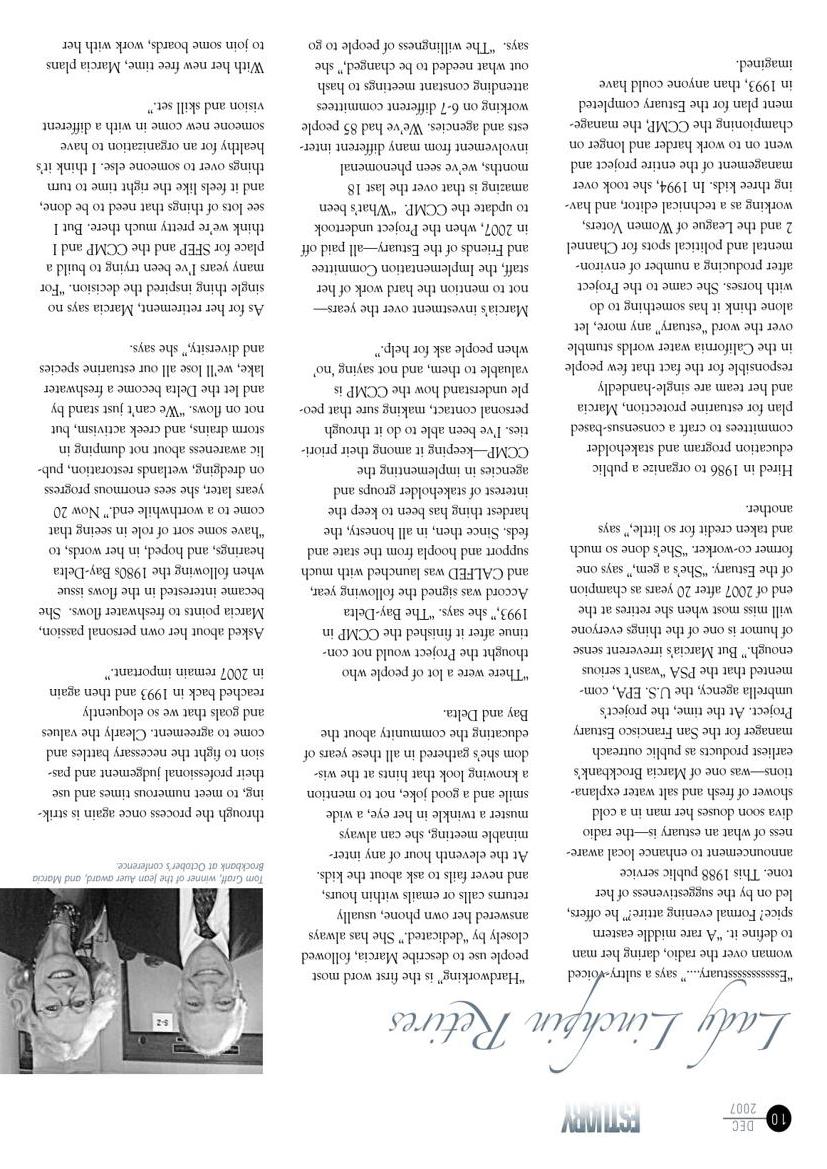 10
DEC
2007
ESTUARY
Lady Linchpin Retires
“Essssssssssstuary....” says a sultry-voiced
woman over the radio, daring her man
to define it. “A rare middle eastern
spice? Formal evening attire?” he offers,
led on by the suggestiveness of her
tone. This 1988 public service
announcement to enhance local aware-
ness of what an estuary is—the radio
diva soon douses her man in a cold
shower of fresh and salt water explana-
tions—was one of Marcia Brockbank’s
earliest products as public outreach
manager for the San Francisco Estuary
Project. At the time, the project’s
umbrella agency, the U.S. EPA, com-
mented that the PSA “wasn’t serious
enough.” But Marcia’s irreverent sense
of humor is one of the things everyone
will miss most when she retires at the
end of 2007 after 20 years as champion
of the Estuary. “She’s a gem,” says one
former co-worker. “She’s done so much
and taken credit for so little,” says
another.
Hired in 1986 to organize a public
education program and stakeholder
committees to craft a consensus-based
plan for estuarine protection, Marcia
and her team are single-handedly
responsible for the fact that few people
in the California water worlds stumble
over the word “estuary” any more, let
alone think it has something to do
with horses. She came to the Project
after producing a number of environ-
mental and political spots for Channel
2 and the League of Women Voters,
working as a technical editor, and hav-
ing three kids. In 1994, she took over
management of the entire project and
went on to work harder and longer on
championing the CCMP, the manage-
ment plan for the Estuary completed
in 1993, than anyone could have
imagined.
“Hardworking” is the first word most
people use to describe Marcia, followed
closely by “dedicated.” She has always
answered her own phone, usually
returns calls or emails within hours,
and never fails to ask about the kids.
At the eleventh hour of any inter-
minable meeting, she can always
muster a twinkle in her eye, a wide
smile and a good joke, not to mention
a knowing look that hints at the wis-
dom she’s gathered in all these years of
educating the community about the
Bay and Delta.
“There were a lot of people who
thought the Project would not con-
tinue after it finished the CCMP in
1993,” she says. “The Bay-Delta
Accord was signed the following year,
and CALFED was launched with much
support and hoopla from the state and
feds. Since then, in all honesty, the
hardest thing has been to keep the
interest of stakeholder groups and
agencies in implementing the
CCMP—keeping it among their priori-
ties. I’ve been able to do it through
personal contact, making sure that peo-
ple understand how the CCMP is
valuable to them, and not saying ‘no’
when people ask for help.”
Marcia’s investment over the years—
not to mention the hard work of her
staff, the Implementation Committee
and Friends of the Estuary—all paid off
in 2007, when the Project undertook
to update the CCMP.  “What’s been
amazing is that over the last 18
months, we’ve seen phenomenal
involvement from many different inter-
ests and agencies. We’ve had 85 people
working on 6-7 different committees
attending constant meetings to hash
out what needed to be changed,” she
says.  “The willingness of people to go
S-2
Tom Graff, winner of the Jean Auer award, and Marcia
Brockbank at October’s conference.
through the process once again is strik-
ing, to meet numerous times and use
their professional judgement and pas-
sion to fight the necessary battles and
come to agreement. Clearly the values
and goals that we so eloquently
reached back in 1993 and then again
in 2007 remain important.”
Asked about her own personal passion,
Marcia points to freshwater flows.  She
became interested in the flows issue
when following the 1980s Bay-Delta
hearings, and hoped, in her words, to
“have some sort of role in seeing that
come to a worthwhile end.” Now 20
years later, she sees enormous progress
on dredging, wetlands restoration, pub-
lic awareness about not dumping in
storm drains, and creek activism, but
not on flows. “We can’t just stand by
and let the Delta become a freshwater
lake, we’ll lose all our estuarine species
and diversity,” she says.
As for her retirement, Marcia says no
single thing inspired the decision. “For
many years I’ve been trying to build a
place for SFEP and the CCMP and I
think we’re pretty much there. But I
see lots of things that need to be done,
and it feels like the right time to turn
things over to someone else. I think it’s
healthy for an organization to have
someone new come in with a different
vision and skill set.”
With her new free time, Marcia plans
to join some boards, work with her